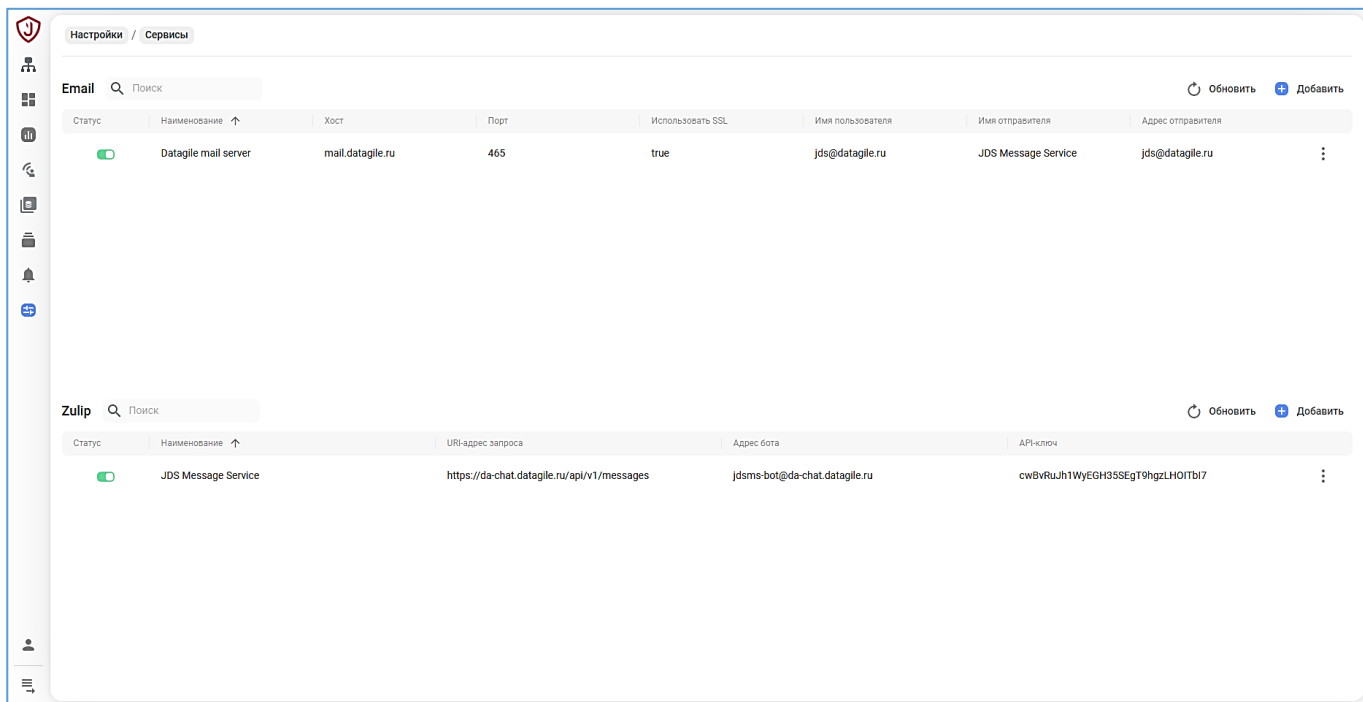 Настройки / Сервисы
Email Поиск Обновить Добавить
Статус Наименование Хост Порт Использовать SSL Имя пользователя Имя отправителя Адрес отправителя
Datagile mail server mail.datagile.ru 465 true jds@datagile.ru JDS Message Service jds@datagile.ru
Zulip Поиск Обновить Добавить
Статус Наименование URI-адрес запроса Адрес бота API-ключ
JDS Message Service https://da-chat.datagile.ru/api/v1/messages jdsms-bot@da-chat.datagile.ru cwBvRuJh1WyEGH35SEgT9hgzLHOITbI7